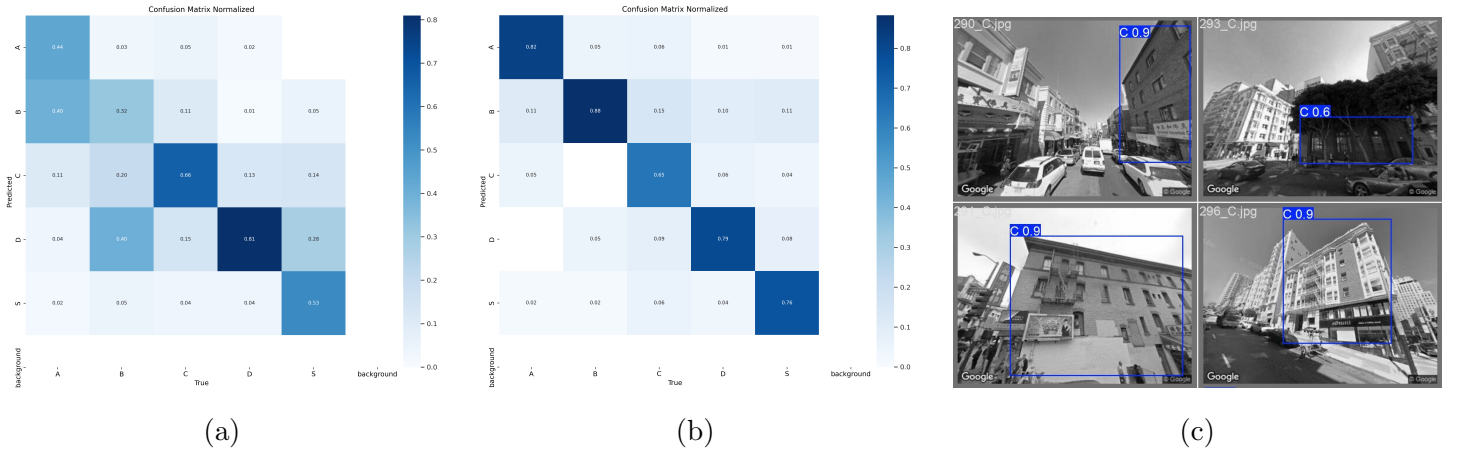 Confusion Matrix Normalized
A
B
C
D
S
background
Predicted
0.44 0.03 0.05 0.02
0.40 0.32 0.11 0.01 0.05
0.11 0.20 0.66 0.13 0.14
0.04 0.40 0.15 0.81 0.28
0.02 0.05 0.04 0.04 0.53
A B C D S background
True
0.8
0.7
0.6
0.5
0.4
0.3
0.2
0.1
0.0
(a)
Confusion Matrix Normalized
A
B
C
D
S
background
Predicted
0.82 0.05 0.06 0.01 0.01
0.11 0.88 0.15 0.10 0.11
0.05 0.65 0.06 0.04
0.05 0.09 0.79 0.08
0.02 0.02 0.06 0.04 0.76
A B C D S background
True
0.8
0.7
0.6
0.5
0.4
0.3
0.2
0.1
0.0
(b)
290_C.jpg
C 0.9
Google
© Google
293_C.jpg
C 0.6
Google
© Google
C.jpg
C 0.9
Google
© Google
296_C.jpg
C 0.9
Google
© Google
(c)